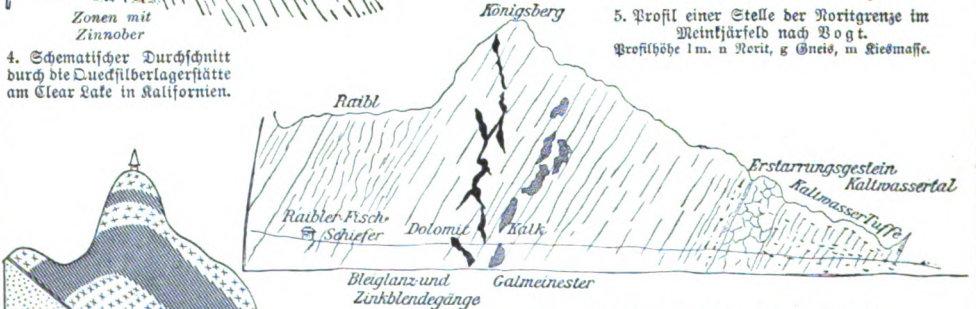 Zonen mit
Zinnober
4. Schematischer Durchschnitt
durch die Quecksilberlagerstätte
am Clear Lake in Kalifornien.
Königsberg
5. Profil einer Stelle der Noritgrenze im
Meinkjärfeld nach Vogt.
Profilhöhe 1 m. n Norit, g Gneis, m Kiesmasse.
Raibl
Erstarrungsgestein
Kaltwassertal
Kaltwasser Tuffe
Raibler Fisch-
Schiefer
Dolomit
Kalk
Bleiglanz-und
Zinkblendegänge
Galmeinester